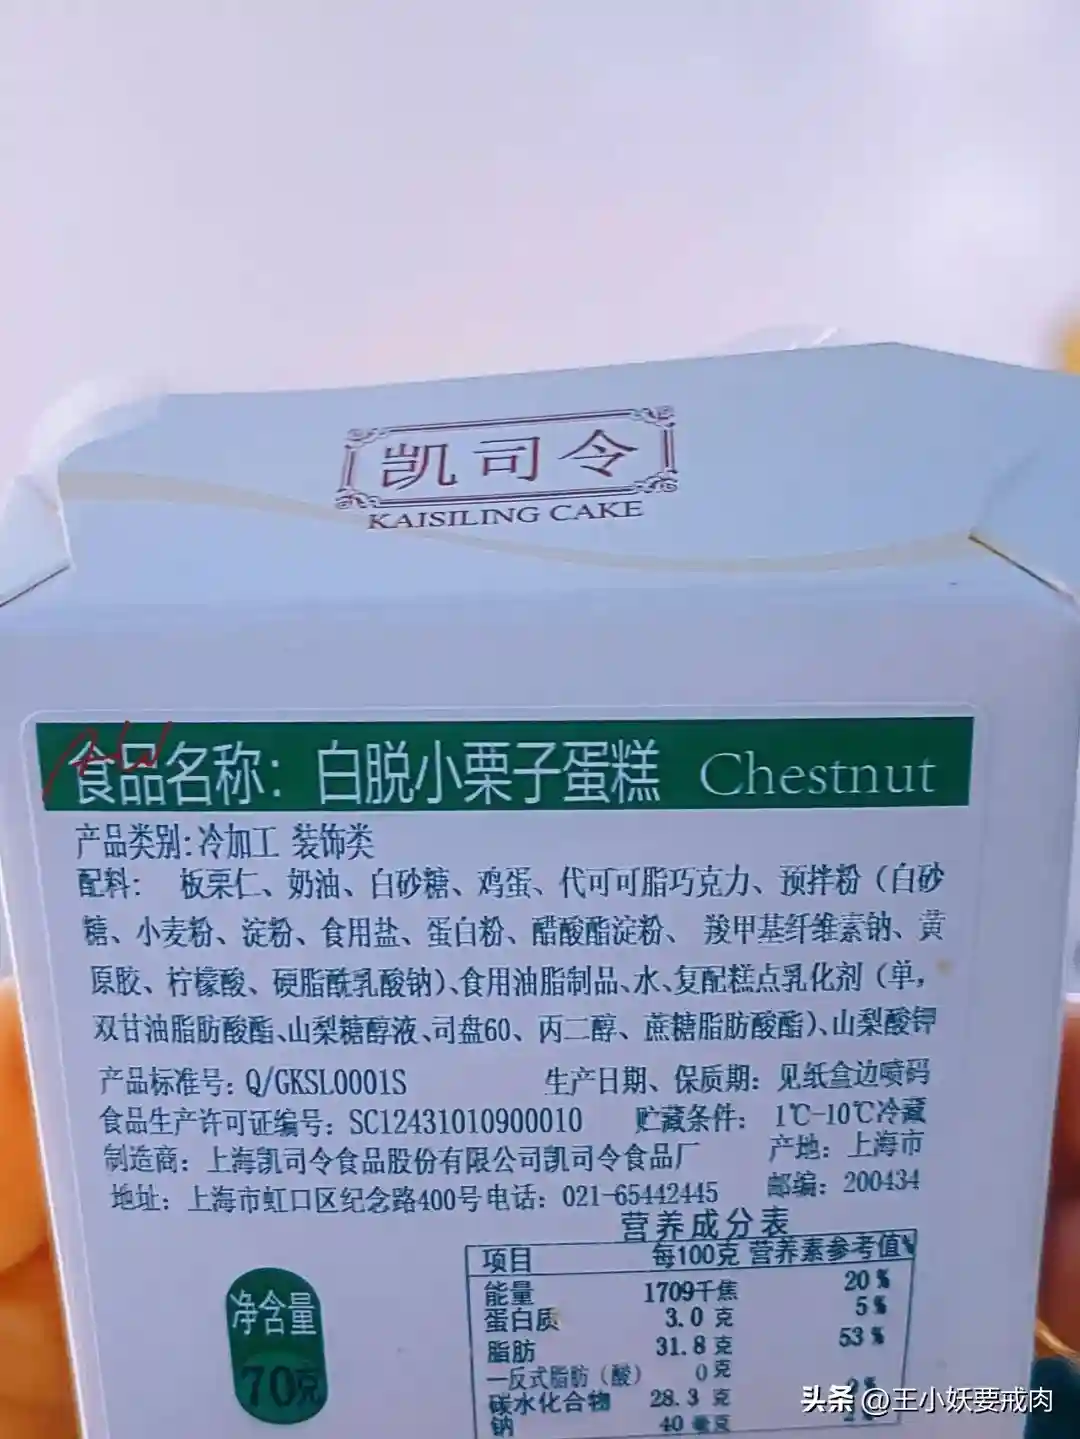 凯司令
KAISILING CAKE
食品名称：白脱小栗子蛋糕 Chestnut
产品类别：冷加工 装饰类
配料： 板栗仁、奶油、白砂糖、鸡蛋、代可可脂巧克力、预拌粉（白砂
糖、小麦粉、淀粉、食用盐、蛋白粉、醋酸酯淀粉、 羧甲基纤维素钠、黄
原胶、柠檬酸、硬脂酰乳酸钠）、食用油脂制品、水、复配糕点乳化剂（单，
双甘油脂肪酸酯、山梨糖醇液、司盘60、丙二醇、蔗糖脂肪酸酯）、山梨酸钾
产品标准号：Q/GKSL0001S 生产日期、保质期：见纸盒边喷码
食品生产许可证编号：SC12431010900010 贮藏条件： 1℃-10℃冷藏
制造商：上海凯司令食品股份有限公司凯司令食品厂 产地：上海市
地址：上海市虹口区纪念路400号 电话：021-65442445 邮编：200434
营养成分表
项目 每100克 营养素参考值%
能量 1709千焦 20%
蛋白质 3.0 克 5%
脂肪 31.8 克 53%
—反式脂肪（酸） 0克
碳水化合物 28.3 克
钠 40 毫克 2%
净含量
70克
头条 @王小妖要戒肉